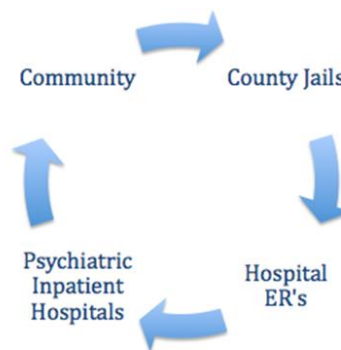 Community
County Jails
Hospital
ER's
Psychiatric
Inpatient
Hospitals